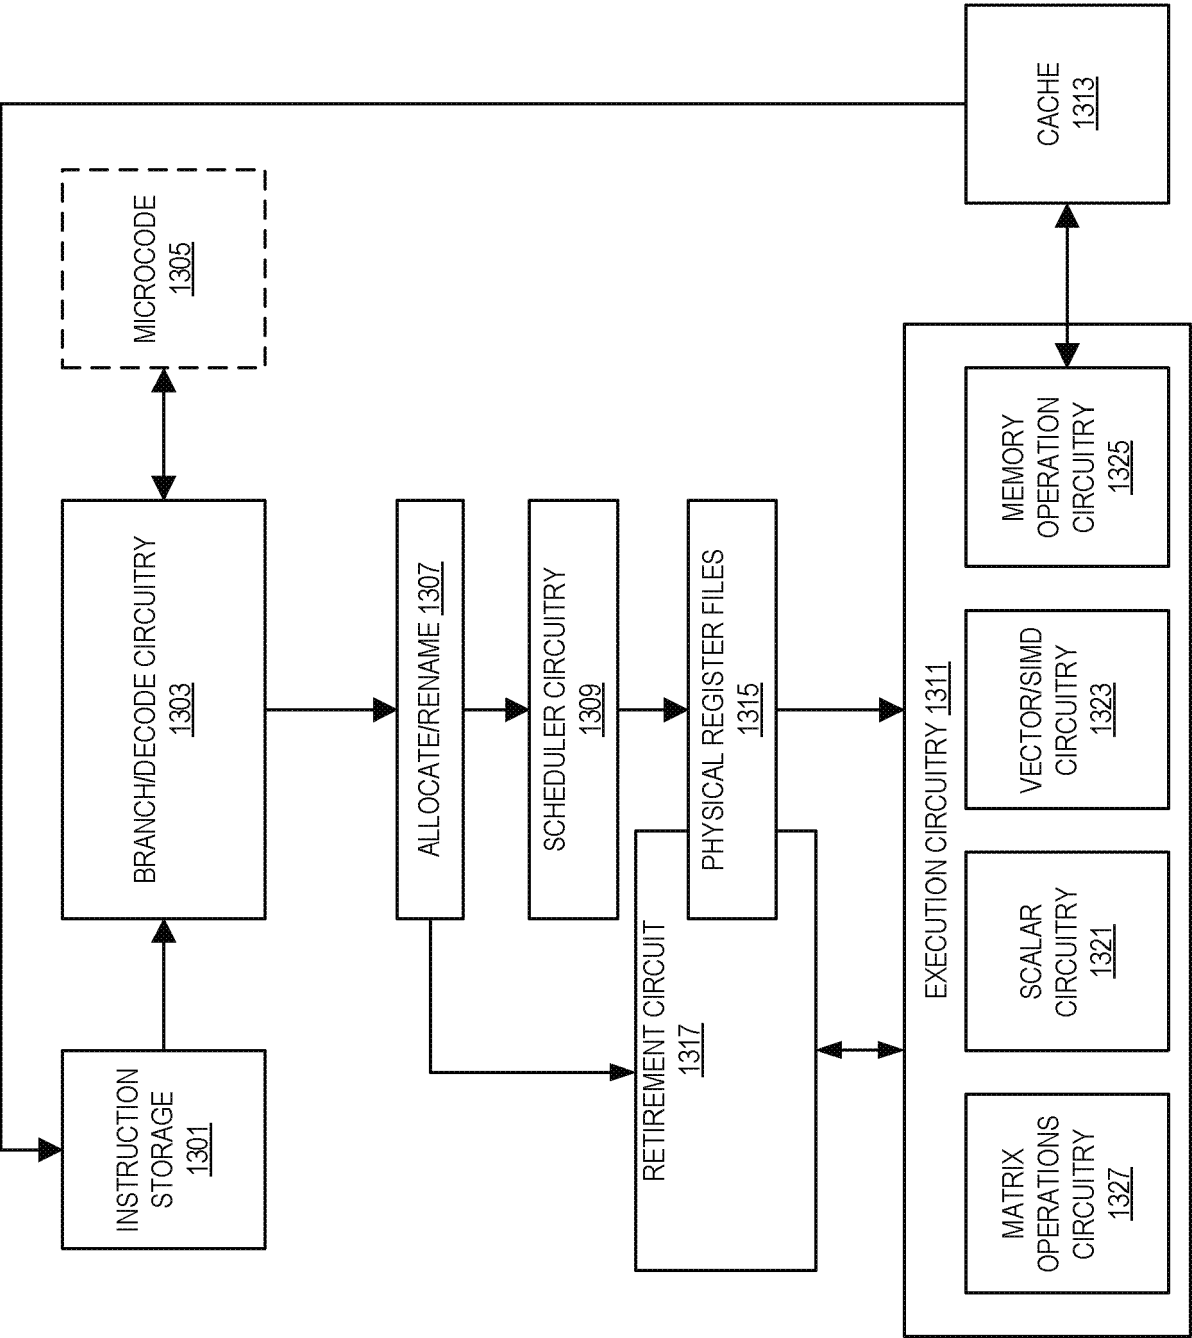 INSTRUCTION
STORAGE
1301
BRANCH/DECODE CIRCUITRY
1303
MICROCODE
1305
ALLOCATE/RENAME 1307
SCHEDULER CIRCUITRY
1309
PHYSICAL REGISTER FILES
1315
RETIREMENT CIRCUIT
1317
EXECUTION CIRCUITRY 1311
MATRIX
OPERATIONS
CIRCUITRY
1327
SCALAR
CIRCUITRY
1321
VECTOR/SIMD
CIRCUITRY
1323
MEMORY
OPERATION
CIRCUITRY
1325
CACHE
1313